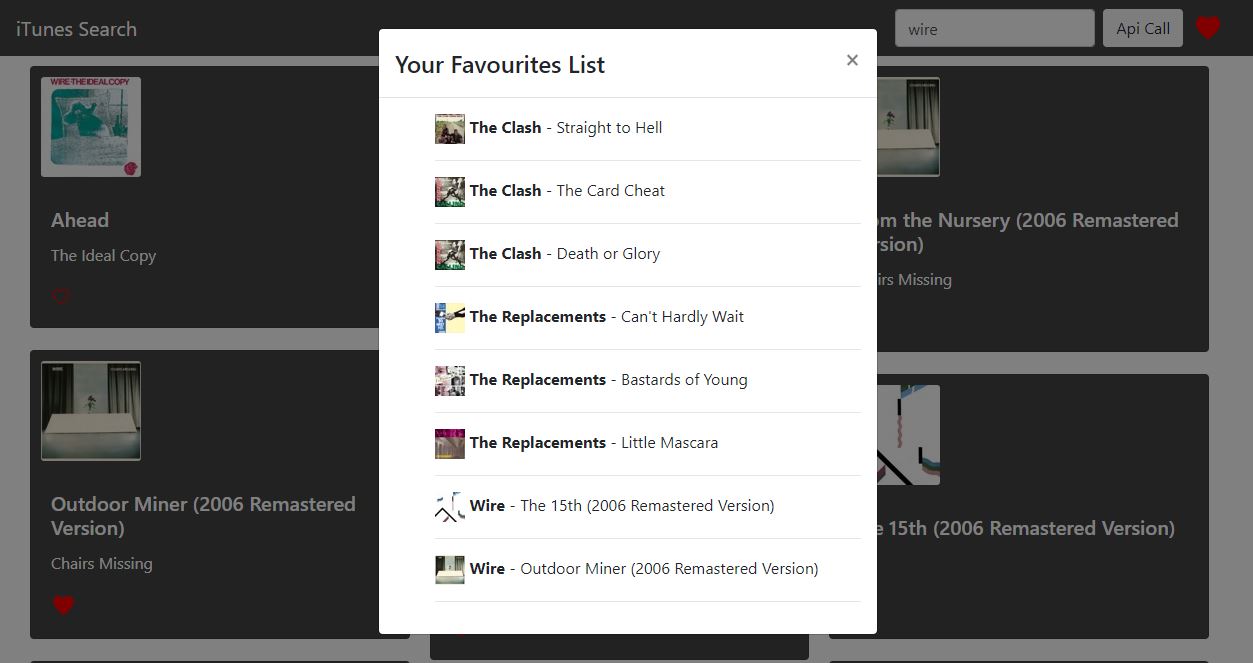 iTunes Search
wire
Api Call
Your Favourites List
×
The Clash - Straight to Hell
The Clash - The Card Cheat
The Clash - Death or Glory
The Replacements - Can't Hardly Wait
The Replacements - Bastards of Young
The Replacements - Little Mascara
Wire - The 15th (2006 Remastered Version)
Wire - Outdoor Miner (2006 Remastered Version)
WIRE·THE IDEAL COPY
Ahead
The Ideal Copy
om the Nursery (2006 Remastered
rsion)
irs Missing
Outdoor Miner (2006 Remastered
Version)
Chairs Missing
e 15th (2006 Remastered Version)